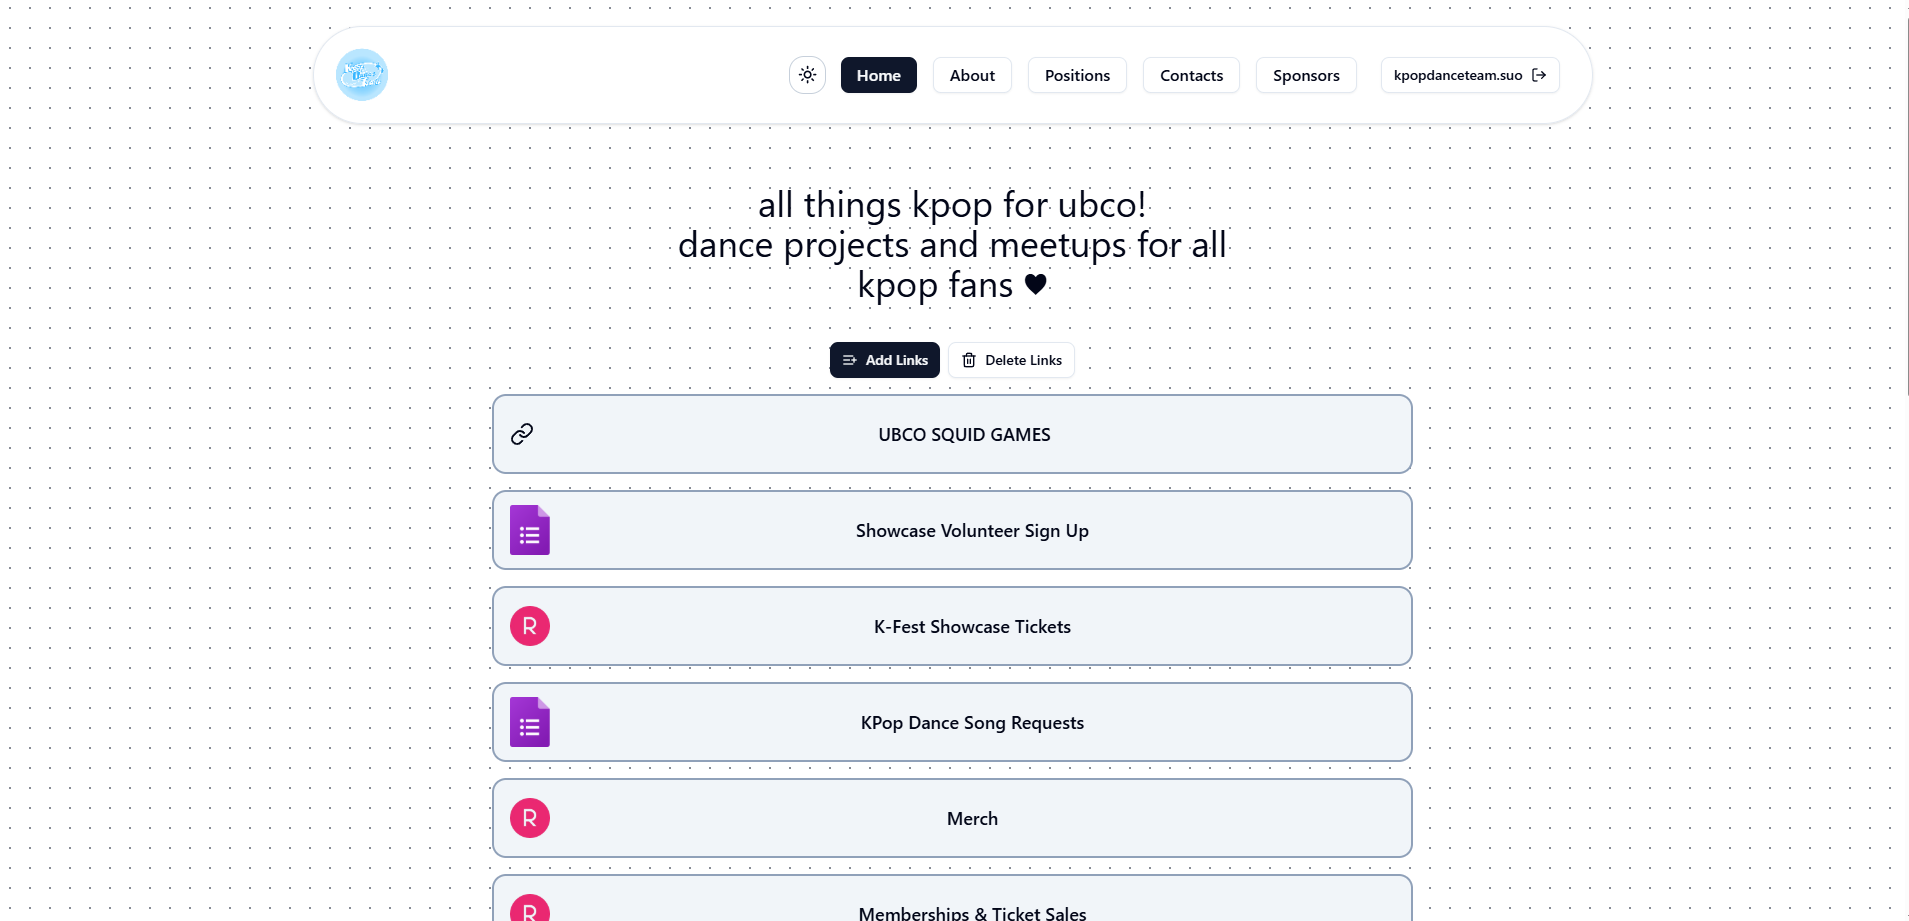 Home
About
Positions
Contacts
Sponsors
kpopdanceteam.suo
all things kpop for ubco!
dance projects and meetups for all
kpop fans ♥
Add Links
Delete Links
UBCO SQUID GAMES
Showcase Volunteer Sign Up
R
K-Fest Showcase Tickets
KPop Dance Song Requests
R
Merch
R
Memberships & Ticket Sales